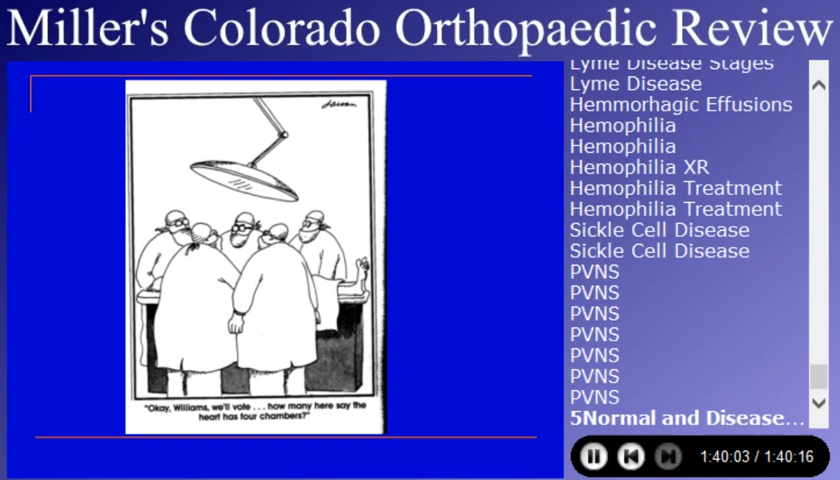 Miller's Colorado Orthopaedic Review
Larson
"Okay, Williams, we'll vote . . . how many here say the
heart has four chambers?"
Lyme Disease Stages
Lyme Disease
Hemmorhagic Effusions
Hemophilia
Hemophilia
Hemophilia XR
Hemophilia Treatment
Hemophilia Treatment
Sickle Cell Disease
Sickle Cell Disease
PVNS
PVNS
PVNS
PVNS
PVNS
PVNS
PVNS
5Normal and Disease...
1:40:03 / 1:40:16